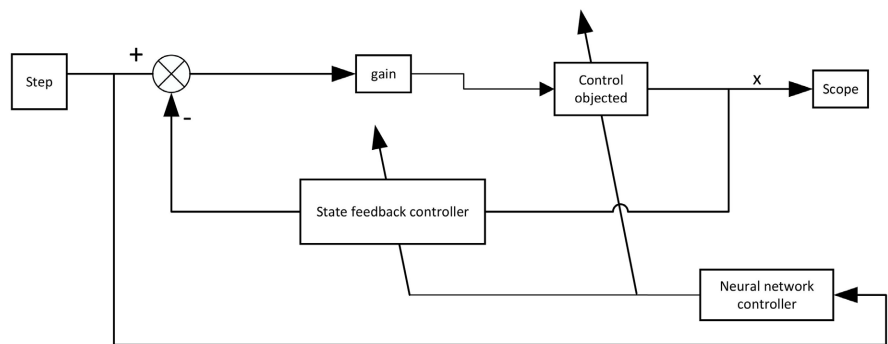 +
Step
-
gain
Control
objected
x
Scope
State feedback controller
Neural network
controller